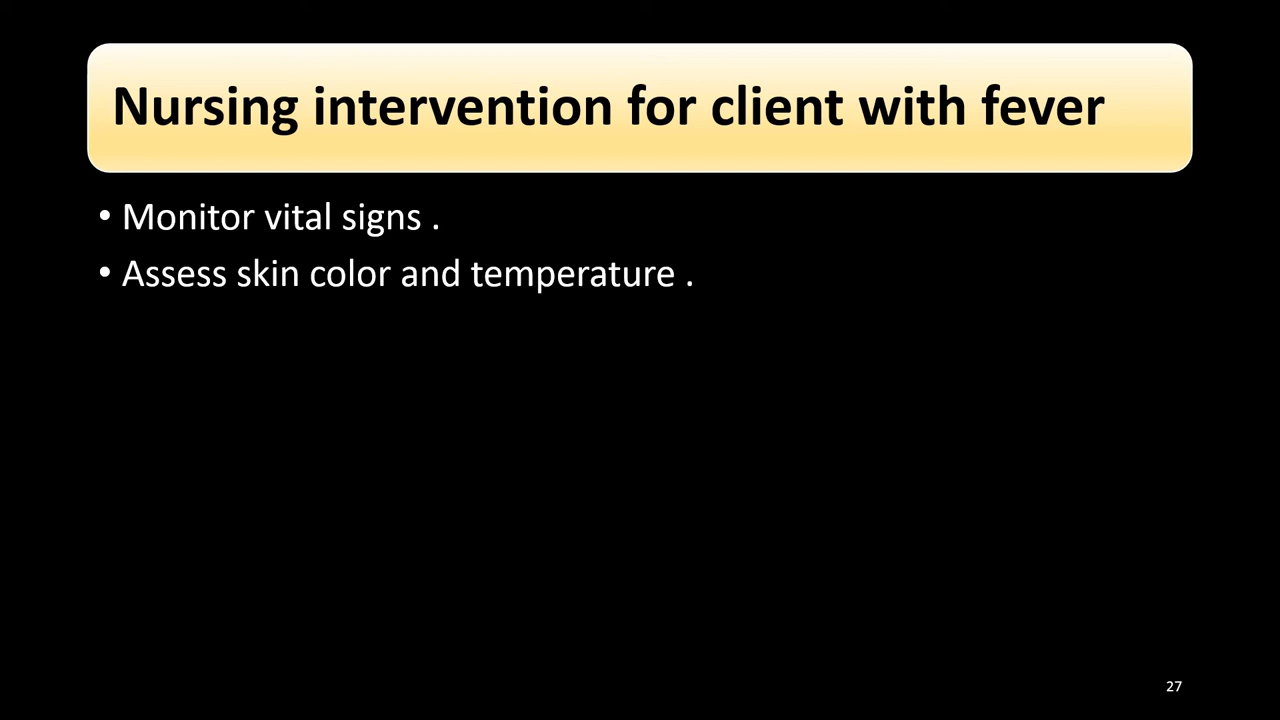 Nursing intervention for client with fever
• Monitor vital signs .
• Assess skin color and temperature .
27